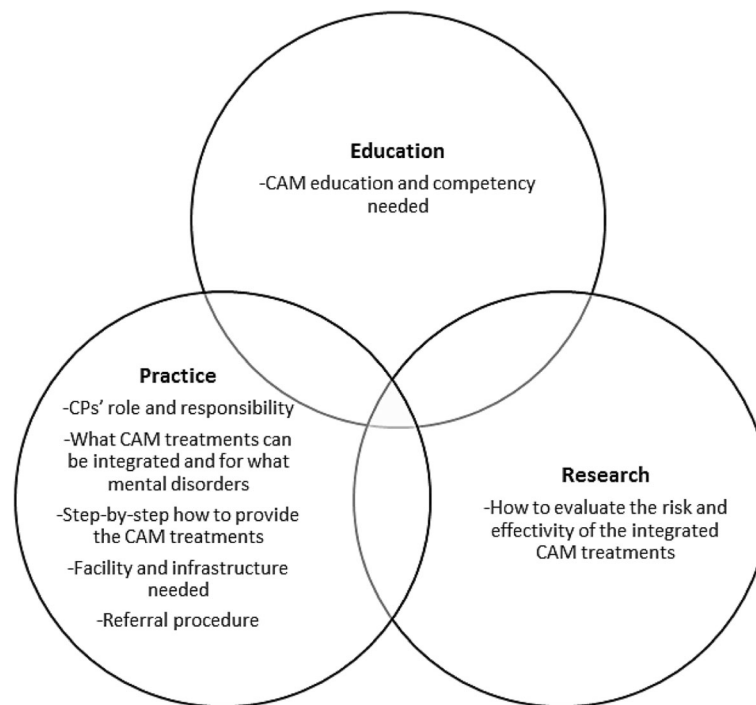 Education
-CAM education and competency
needed
Practice
-CPs' role and responsibility
-What CAM treatments can
be integrated and for what
mental disorders
-Step-by-step how to provide
the CAM treatments
-Facility and infrastructure
needed
-Referral procedure
Research
-How to evaluate the risk and
effectivity of the integrated
CAM treatments